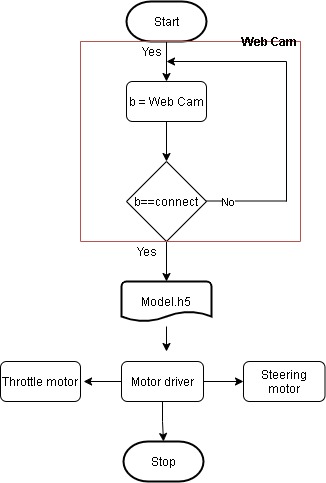 Start
Web Cam
Yes
b = Web Cam
b==connect
No
Yes
Model.h5
Throttle motor
Motor driver
Steering
motor
Stop